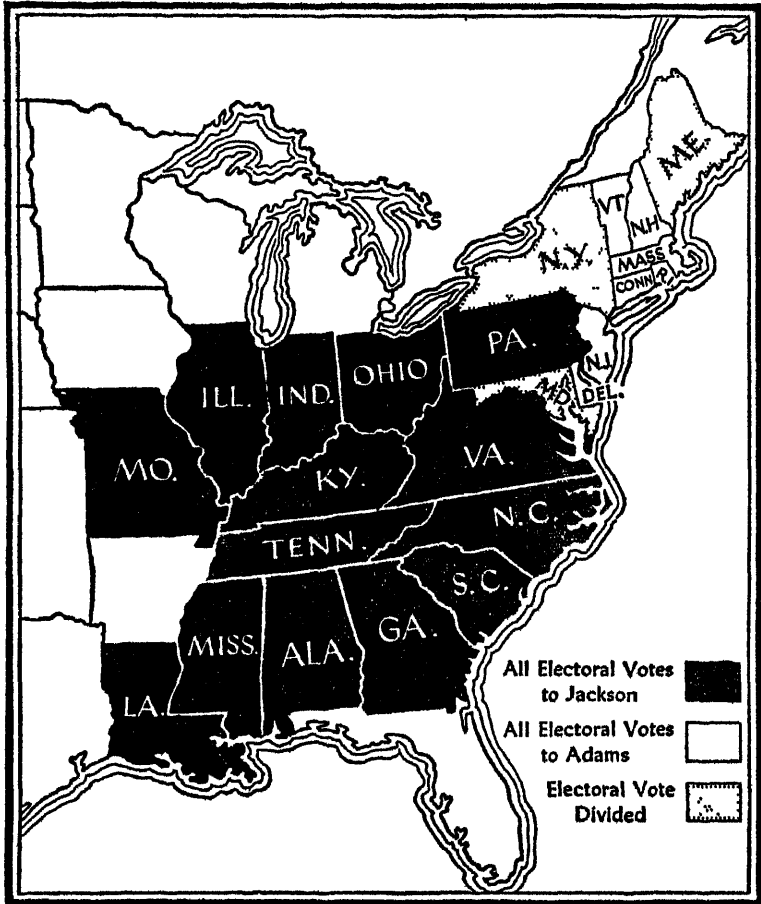 ME.
VT.
N.H.
N.Y.
MASS
CONN.
R.
PA.
N.J.
OHIO
MD.
DEL.
ILL.
IND.
MO.
KY.
VA.
N.C.
TENN.
S.C.
MISS.
ALA.
GA.
LA.
All Electoral Votes
to Jackson
All Electoral Votes
to Adams
Electoral Vote
Divided